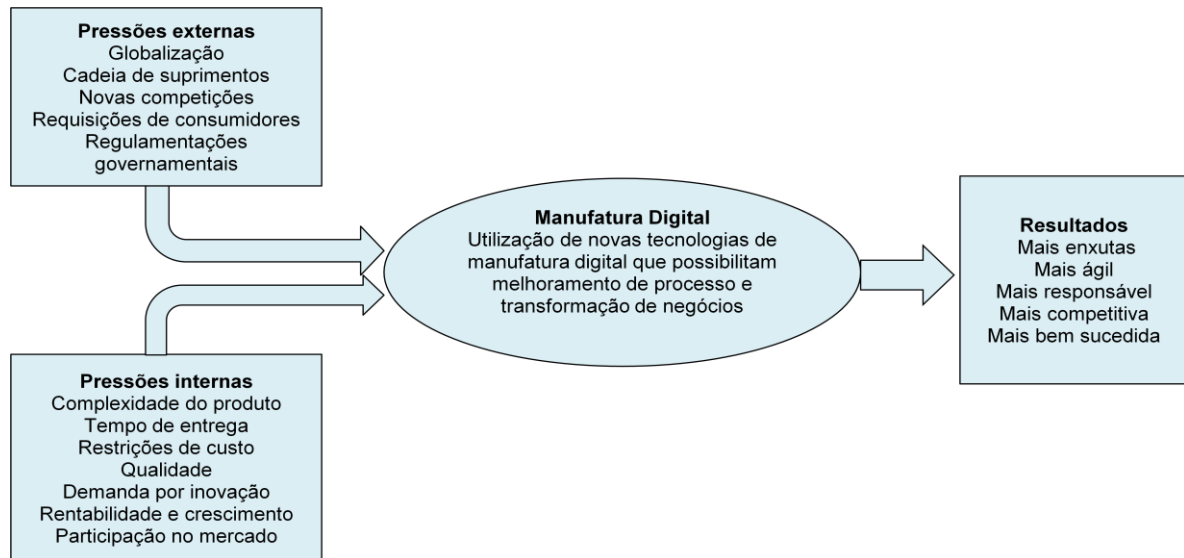 Pressões externas
Globalização
Cadeia de suprimentos
Novas competições
Requisições de consumidores
Regulamentações
governamentais
Manufatura Digital
Utilização de novas tecnologias de
manufatura digital que possibilitam
melhoramento de processo e
transformação de negócios
Resultados
Mais enxutas
Mais ágil
Mais responsável
Mais competitiva
Mais bem sucedida
Pressões internas
Complexidade do produto
Tempo de entrega
Restrições de custo
Qualidade
Demanda por inovação
Rentabilidade e crescimento
Participação no mercado